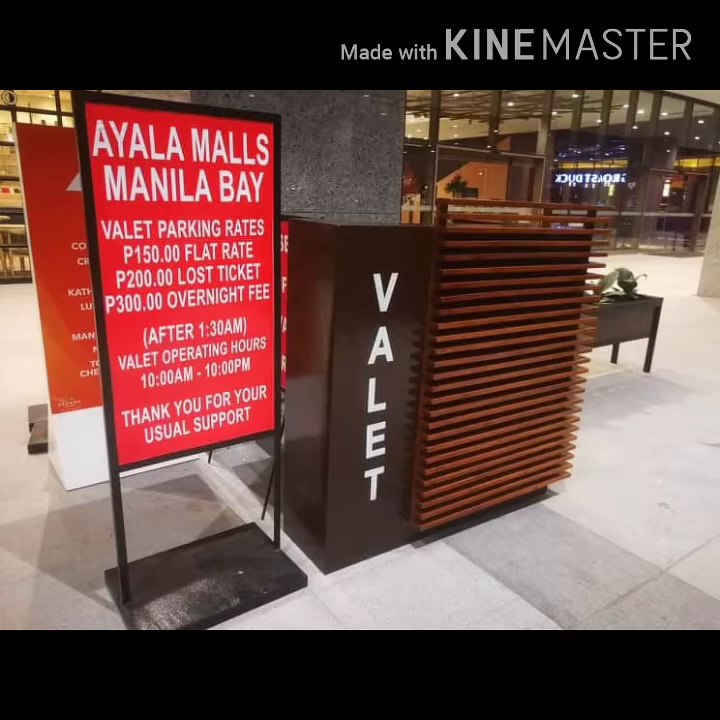 Made with KINEMASTER
AYALA MALLS
MANILA BAY
VALET PARKING RATES
P150.00 FLAT RATE
P200.00 LOST TICKET
P300.00 OVERNIGHT FEE
(AFTER 1:30AM)
VALET OPERATING HOURS
10:00AM - 10:00PM
THANK YOU FOR YOUR
USUAL SUPPORT
VALET